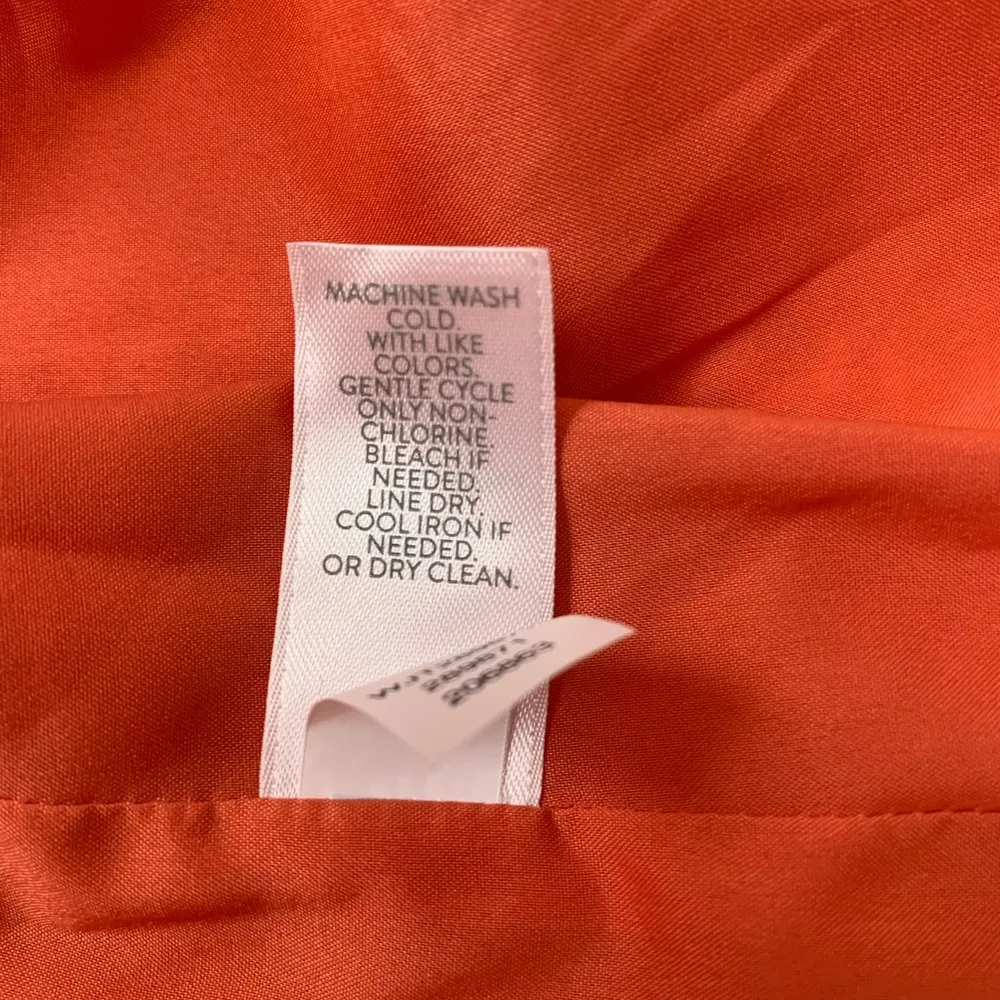 MACHINE WASH
COLD.
WITH LIKE
COLORS.
GENTLE CYCLE
ONLY NON-
CHLORINE.
BLEACH IF
NEEDED.
LINE DRY.
COOL IRON IF
NEEDED.
OR DRY CLEAN.